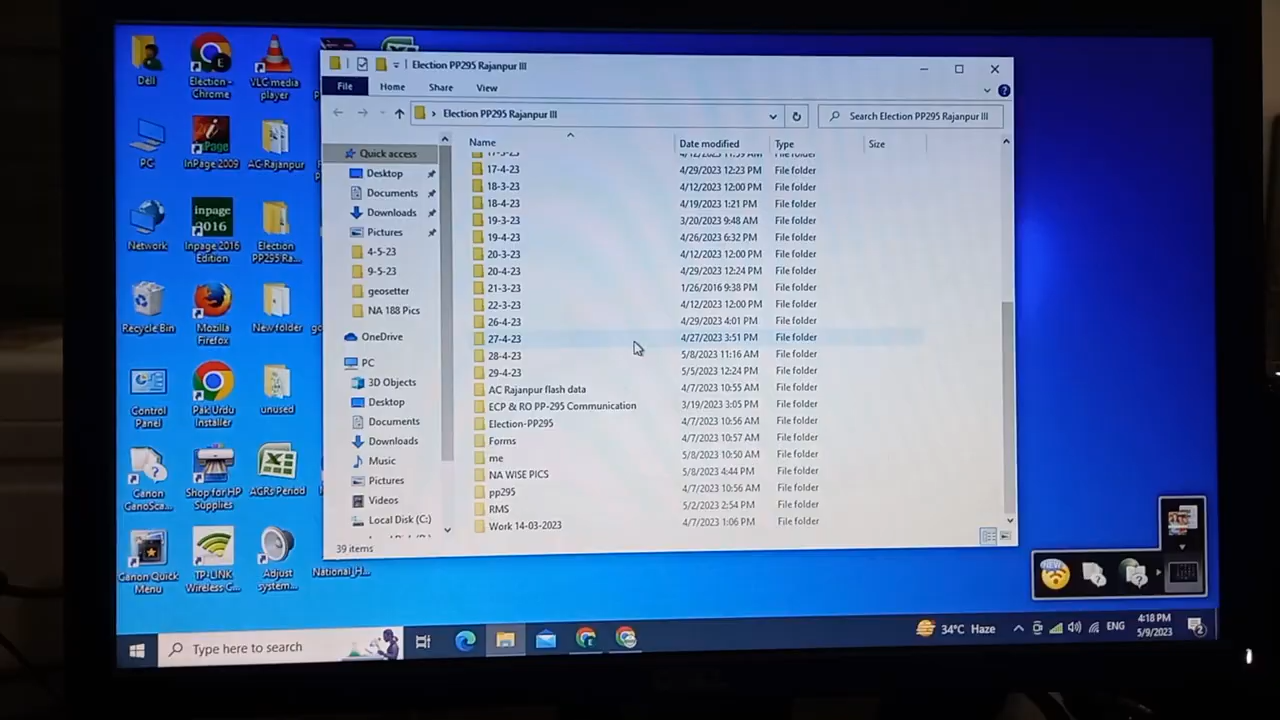 Election PP295 Rajanpur III
File Home Share View
Election PP295 Rajanpur III
Search Election PP295 Rajanpur III
Name Date modified Type Size
17-4-23 4/29/2023 12:23 PM File folder
18-3-23 4/12/2023 12:00 PM File folder
18-4-23 4/19/2023 1:21 PM File folder
19-3-23 3/20/2023 9:48 AM File folder
19-4-23 4/26/2023 6:32 PM File folder
20-3-23 4/12/2023 12:00 PM File folder
20-4-23 4/29/2023 12:24 PM File folder
21-3-23 1/26/2016 9:38 PM File folder
22-3-23 4/12/2023 12:00 PM File folder
26-4-23 4/29/2023 4:01 PM File folder
27-4-23 4/27/2023 3:51 PM File folder
28-4-23 5/8/2023 11:16 AM File folder
29-4-23 5/5/2023 12:24 PM File folder
AC Rajanpur flash data 4/7/2023 10:55 AM File folder
ECP & RO PP-295 Communication 3/19/2023 3:05 PM File folder
Election-PP295 4/7/2023 10:56 AM File folder
Forms 4/7/2023 10:57 AM File folder
me 5/8/2023 10:50 AM File folder
NA WISE PICS 5/8/2023 4:44 PM File folder
pp295 4/7/2023 10:56 AM File folder
RMS 5/2/2023 2:54 PM File folder
Work 14-03-2023 4/7/2023 1:06 PM File folder
39 items
Quick access
Desktop
Documents
Downloads
Pictures
4-5-23
9-5-23
geosetter
NA 188 Pics
OneDrive
PC
3D Objects
Desktop
Documents
Downloads
Music
Pictures
Videos
Local Disk (C:)
Dell
Election -
Chrome
VLC media
player
PC
InPage 2009
AC-Rajanpur
Network
inpage
2016
Inpage 2016
Edition
Election
PP295 Ra...
Recycle Bin
Mozilla
Firefox
New folder
Control
Panel
Pak Urdu
Installer
unused
Canon
CanoSca...
Shop for HP
Supplies
AGRs Period
Canon Quick
Menu
TP-LINK
Wireless C...
Adjust
system...
National_H...
NEW
Type here to search
34°C Haze
ENG
4:18 PM
5/9/2023
2